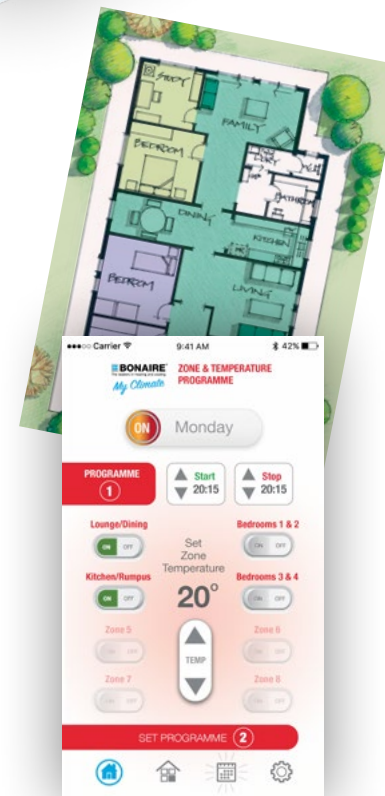 STUDY
FAMILY
BEDROOM
L'DRY
BATHROOM
DINING
KITCHEN
BEDROOM
LIVING
Carrier 9:41 AM 42%
BONAIRE
My Climate
ZONE & TEMPERATURE
PROGRAMME
ON Monday
PROGRAMME
1
Start
20:15
Stop
20:15
Lounge/Dining
ON OFF
Bedrooms 1 & 2
ON OFF
Set
Zone
Temperature
20°
Kitchen/Rumpus
ON OFF
Bedrooms 3 & 4
ON OFF
Zone 5
ON OFF
Zone 6
ON OFF
TEMP
Zone 7
ON OFF
Zone 8
ON OFF
SET PROGRAMME 2